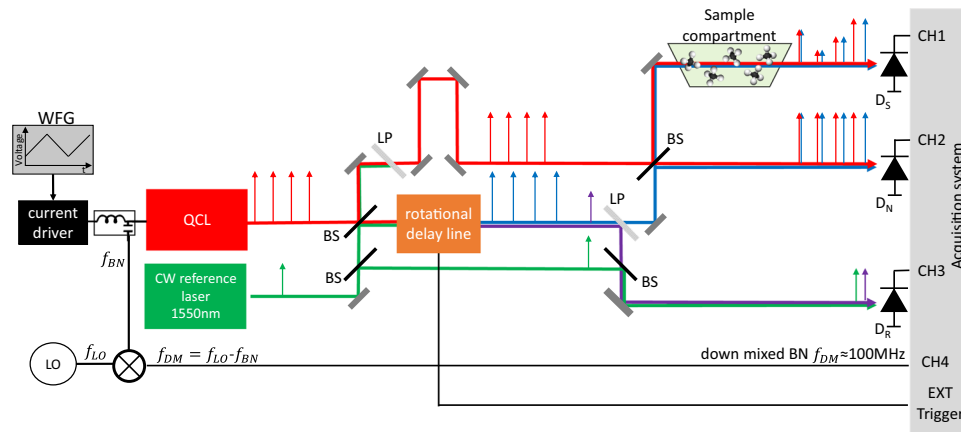 Sample
compartment
CH1
D_S
WFG
Voltage
t
LP
BS
CH2
D_N
current
driver
QCL
BS
rotational
delay line
LP
Acquisition system
f_BN
CW reference
laser
1550nm
BS
BS
CH3
D_R
LO
f_LO
f_DM = f_LO-f_BN
down mixed BN f_DM≈100MHz
CH4
EXT
Trigger